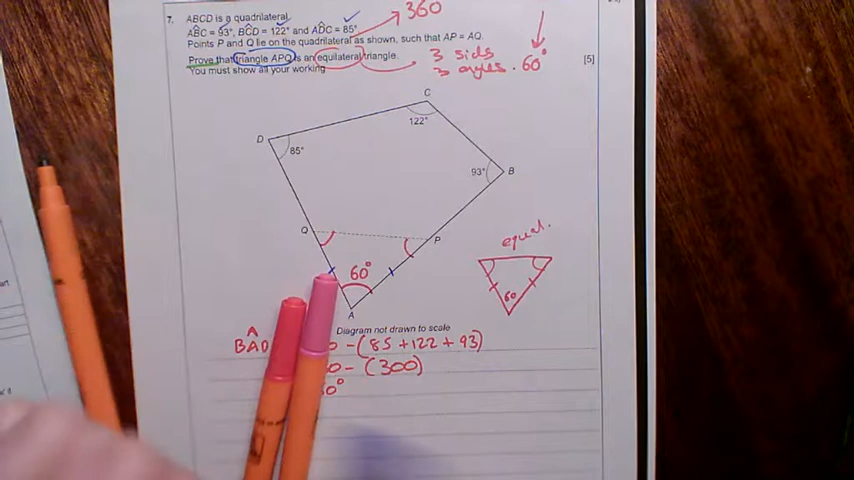 7. ABCD is a quadrilateral.
360
ABC = 93°, BCD = 122° and ADC = 85°
Points P and Q lie on the quadrilateral as shown, such that AP = AQ.
Prove that triangle APQ is an equilateral triangle.
[5]
You must show all your working
3 sids
3 angles. 60°
C
122°
D
85°
93°
B
Q
P
60°
A
equal.
60
Diagram not drawn to scale
BAD
- (85 + 122 + 93)
- (300)